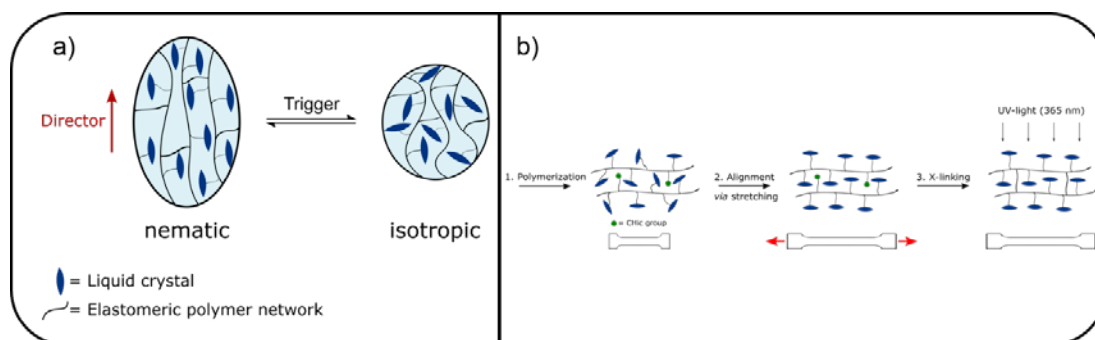 a)
Director
Trigger
nematic
isotropic
= Liquid crystal
= Elastomeric polymer network
b)
UV-light (365 nm)
1. Polymerization
2. Alignment
via stretching
3. X-linking
= CHic group